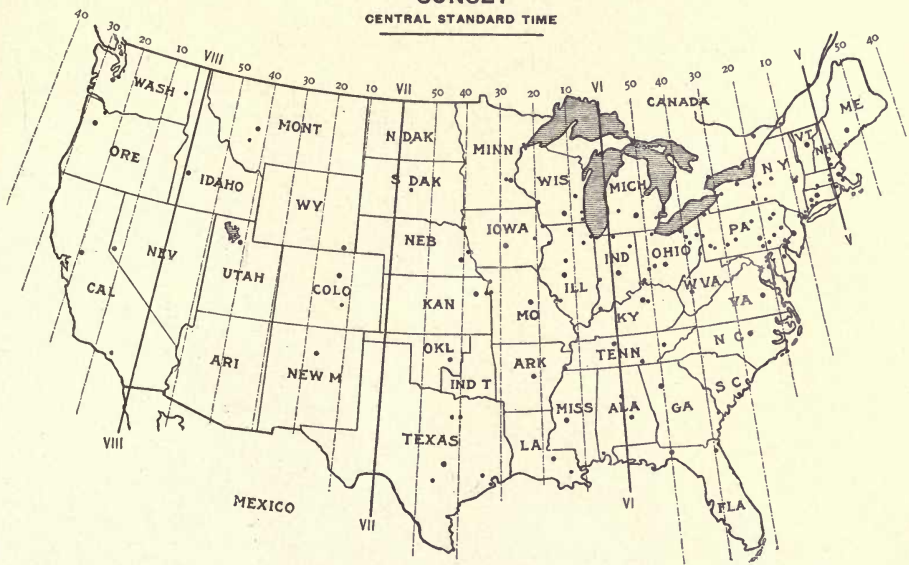 SUNSET
CENTRAL STANDARD TIME
40 30 20 10 VIII 50 40 30 20 10 VII 50 40 30 20 10 VI 50 40 30 20 10 V 50 40
WASH
MONT
N DAK
MINN
CANADA
ME
VT
NH
ORE
IDAHO
S DAK
WIS
MICH
N Y
WY
IOWA
NEB
PA
NEV
UTAH
COLO
KAN
ILL
IND
OHIO
W VA
V
CAL
MO
KY
VA
ARI
NEW M
OKL
IND T
ARK
TENN
N C
S C
MISS
ALA
GA
VIII
TEXAS
LA
MEXICO
VII
VI
FLA